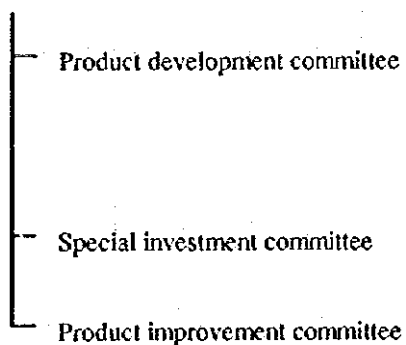 Product development committee
Special investment committee
Product improvement committee